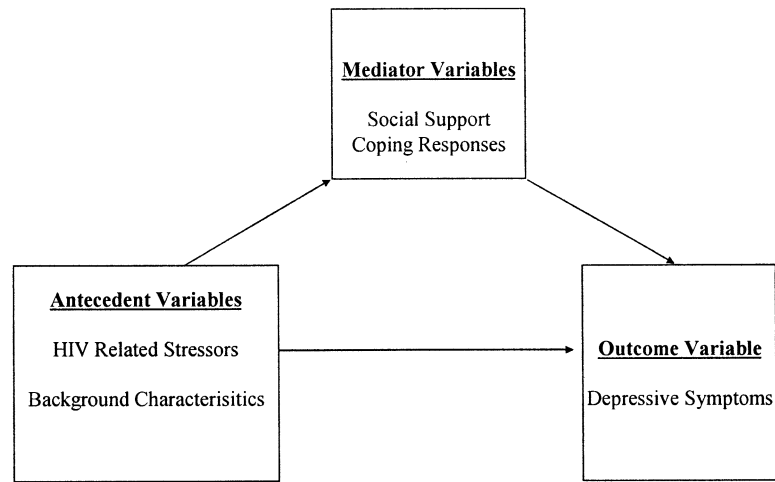 Mediator Variables
Social Support
Coping Responses
Antecedent Variables
HIV Related Stressors
Background Characterisitics
Outcome Variable
Depressive Symptoms